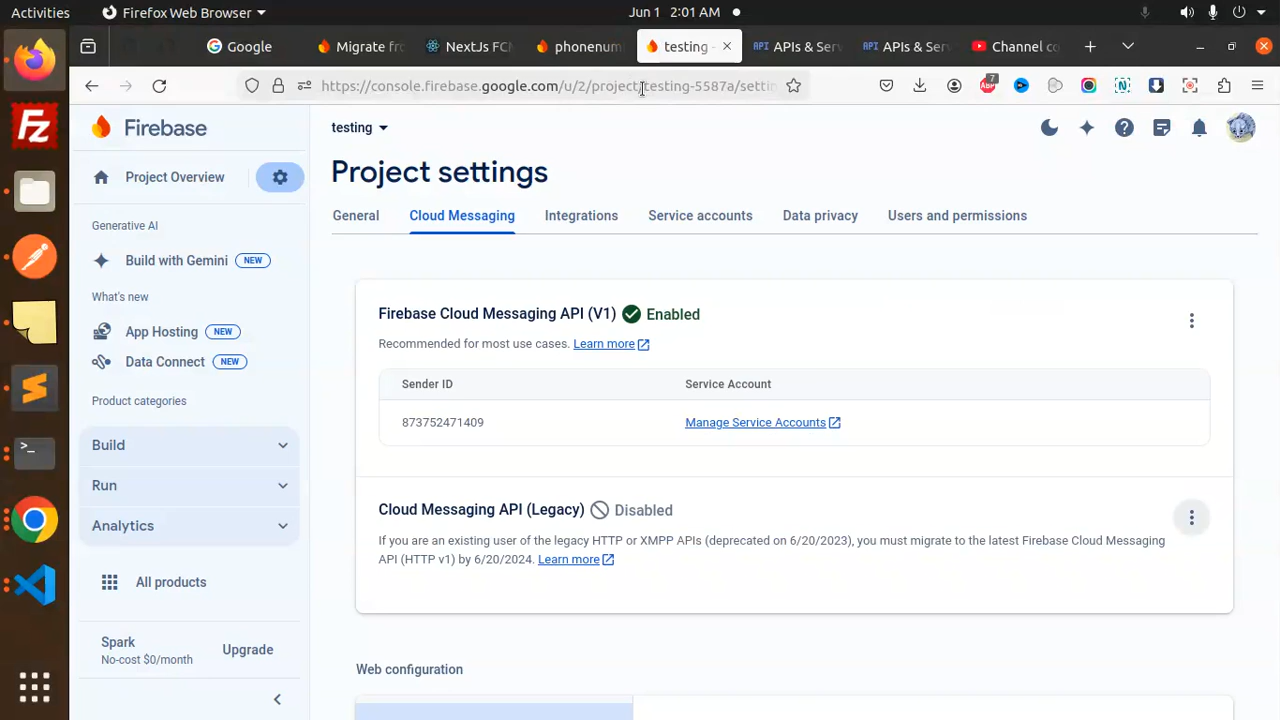 Activities
Firefox Web Browser
Jun 1 2:01 AM
Google
Migrate fro
NextJs FCM
phonenum
testing -
API APIs & Serv
API APIs & Serv
Channel co
https://console.firebase.google.com/u/2/project/testing-5587a/settin
7
Firebase
testing
Project Overview
Project settings
General
Cloud Messaging
Integrations
Service accounts
Data privacy
Users and permissions
Generative AI
Build with Gemini NEW
What's new
App Hosting NEW
Data Connect NEW
Product categories
Build
Run
Analytics
All products
Spark
No-cost $0/month
Upgrade
Firebase Cloud Messaging API (V1) Enabled
Recommended for most use cases. Learn more
Sender ID
Service Account
873752471409
Manage Service Accounts
Cloud Messaging API (Legacy) Disabled
If you are an existing user of the legacy HTTP or XMPP APIs (deprecated on 6/20/2023), you must migrate to the latest Firebase Cloud Messaging
API (HTTP v1) by 6/20/2024. Learn more
Web configuration